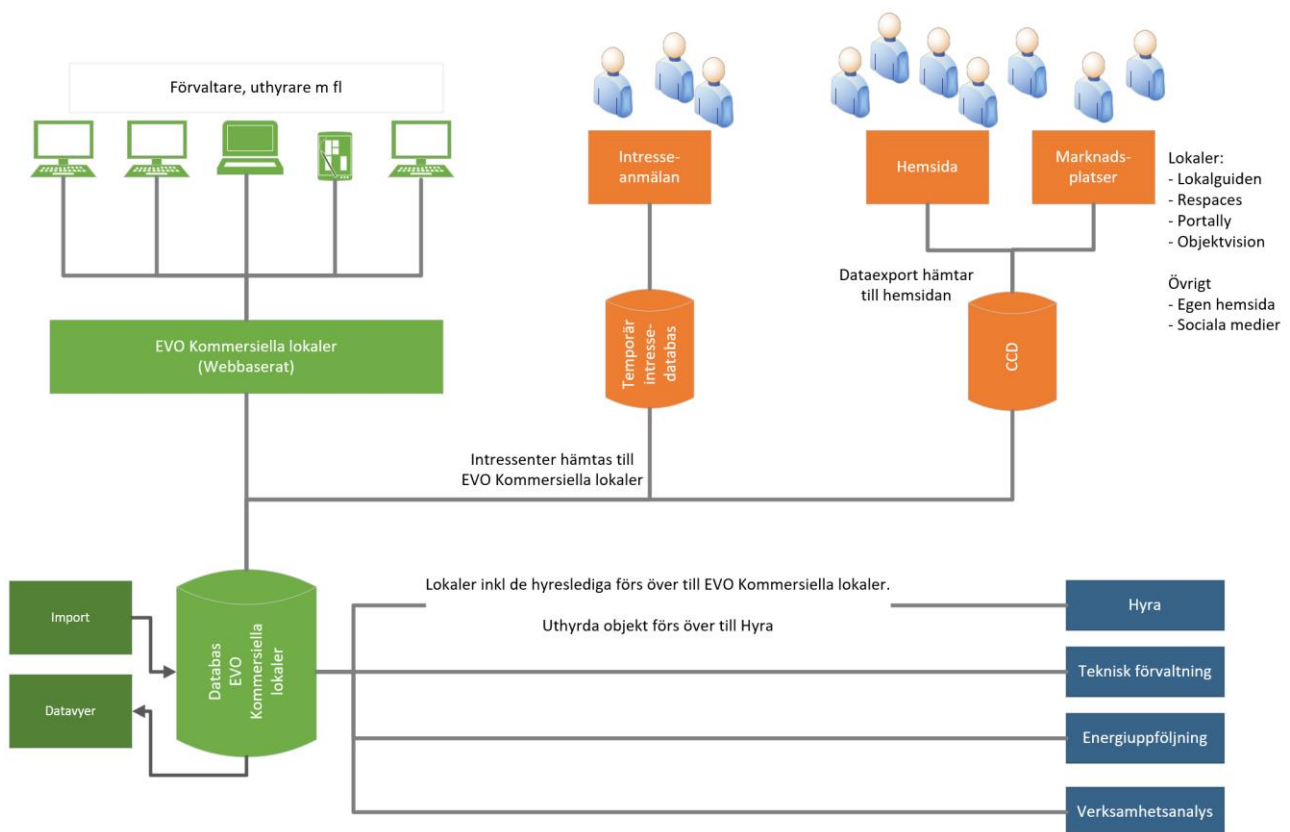 Förvaltare, uthyrare m fl
Intresse-
anmälan
Hemsida
Marknads-
platser
Lokaler:
- Lokalguiden
- Respaces
- Portally
- Objektvision
Övrigt
- Egen hemsida
- Sociala medier
Dataexport hämtar
till hemsidan
EVO Kommersiella lokaler
(Webbaserat)
Temporär
intresse-
databas
CCD
Intressenter hämtas till
EVO Kommersiella lokaler
Import
Datavyer
Databas
EVO
Kommersiella
lokaler
Lokaler inkl de hyreslediga förs över till EVO Kommersiella lokaler.
Uthyrda objekt förs över till Hyra
Hyra
Teknisk förvaltning
Energiuppföljning
Verksamhetsanalys